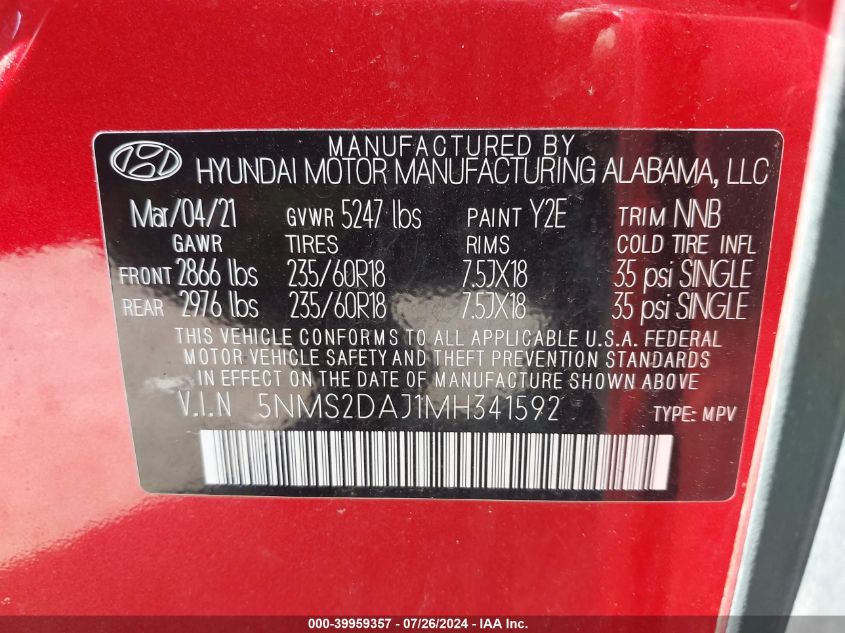 MANUFACTURED BY
HYUNDAI MOTOR MANUFACTURING ALABAMA, LLC
Mar/04/21 GVWR 5247 lbs PAINT Y2E TRIM NNB
GAWR TIRES RIMS COLD TIRE INFL
FRONT 2866 lbs 235/60R18 7.5JX18 35 psi SINGLE
REAR 2976 lbs 235/60R18 7.5JX18 35 psi SINGLE
THIS VEHICLE CONFORMS TO ALL APPLICABLE U.S.A. FEDERAL
MOTOR VEHICLE SAFETY AND THEFT PREVENTION STANDARDS
IN EFFECT ON THE DATE OF MANUFACTURE SHOWN ABOVE.
V.I.N 5NMS2DAJ1MH341592 TYPE: MPV
000-39959357 - 07/26/2024 - IAA Inc.